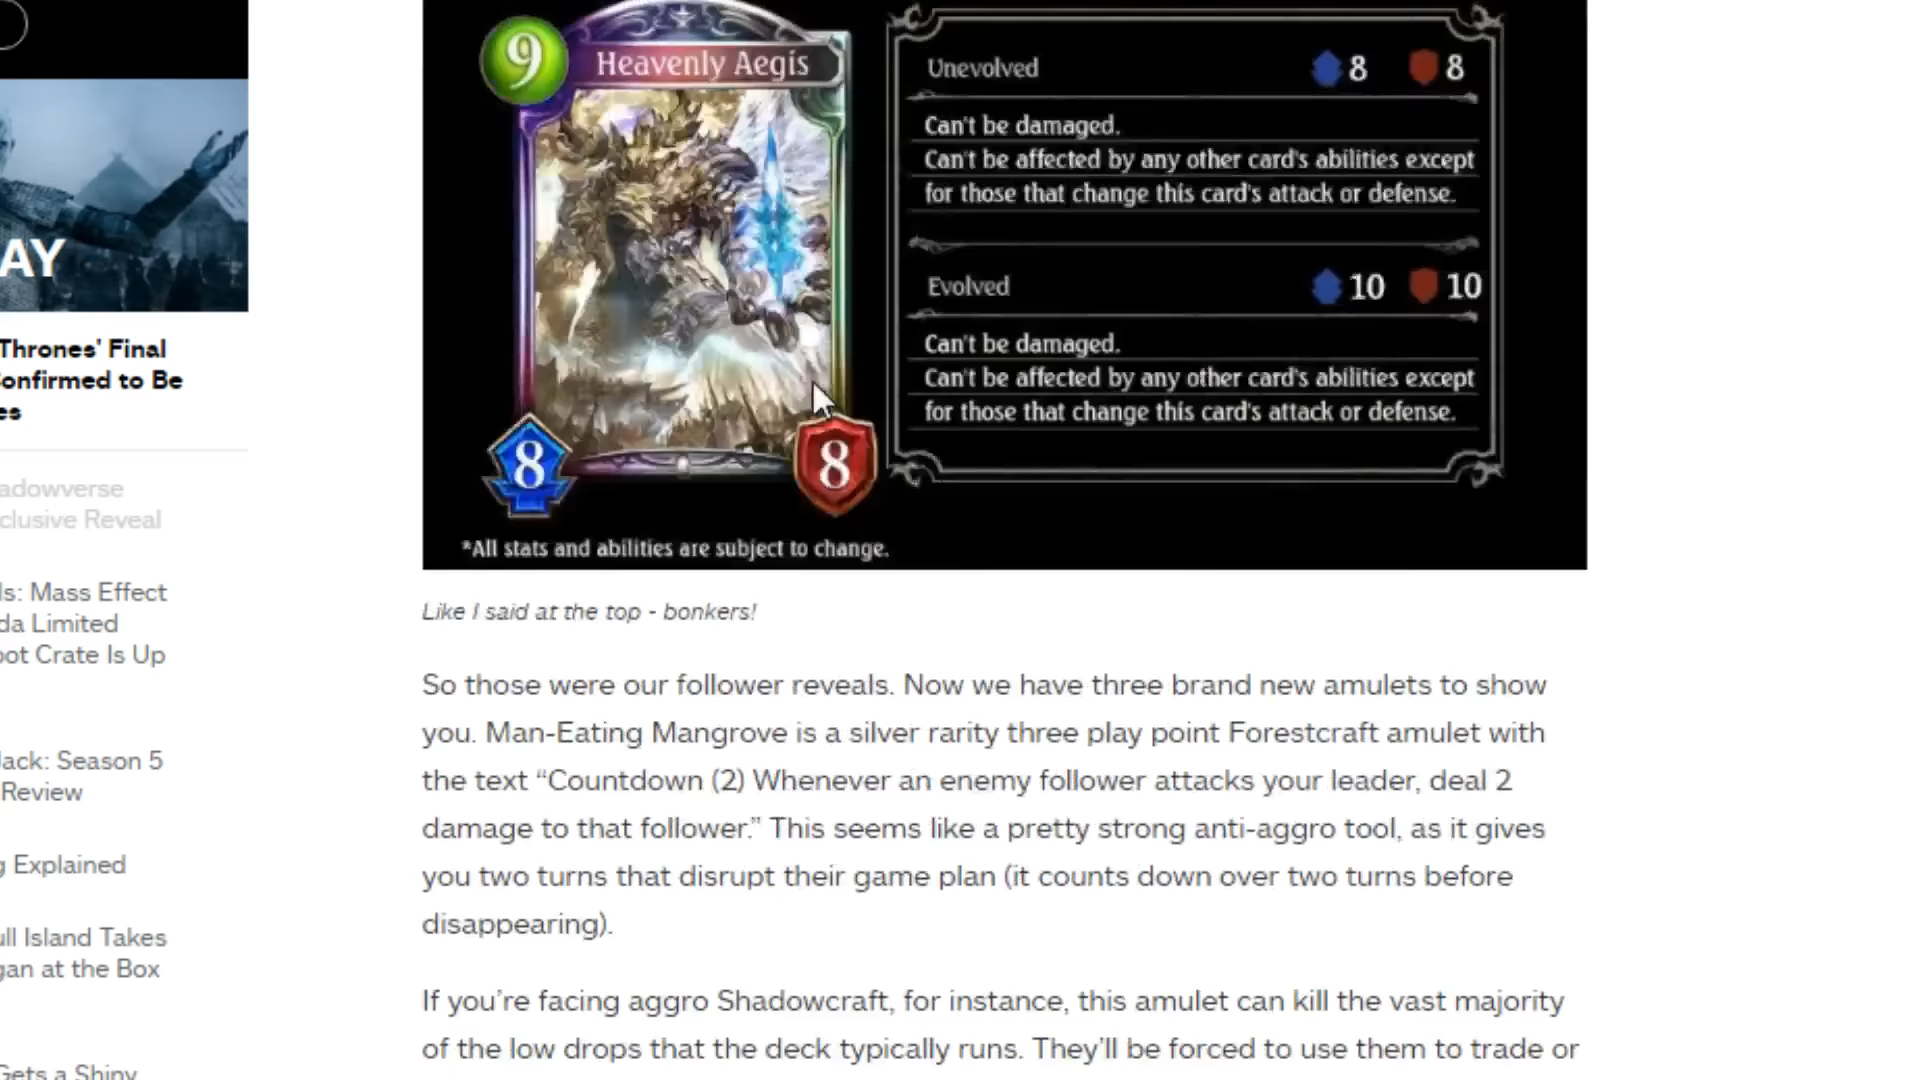 9
Heavenly Aegis
8
8
Unevolved 8 8
Can't be damaged.
Can't be affected by any other card's abilities except
for those that change this card's attack or defense.
Evolved 10 10
Can't be damaged.
Can't be affected by any other card's abilities except
for those that change this card's attack or defense.
*All stats and abilities are subject to change.
Like I said at the top - bonkers!
So those were our follower reveals. Now we have three brand new amulets to show
you. Man-Eating Mangrove is a silver rarity three play point Forestcraft amulet with
the text “Countdown (2) Whenever an enemy follower attacks your leader, deal 2
damage to that follower.” This seems like a pretty strong anti-aggro tool, as it gives
you two turns that disrupt their game plan (it counts down over two turns before
disappearing).
If you’re facing aggro Shadowcraft, for instance, this amulet can kill the vast majority
of the low drops that the deck typically runs. They’ll be forced to use them to trade or
AY
Thrones' Final
onfirmed to Be
es
adowverse
clusive Reveal
ls: Mass Effect
da Limited
oot Crate Is Up
Jack: Season 5
Review
g Explained
ull Island Takes
gan at the Box
Gets a Shiny